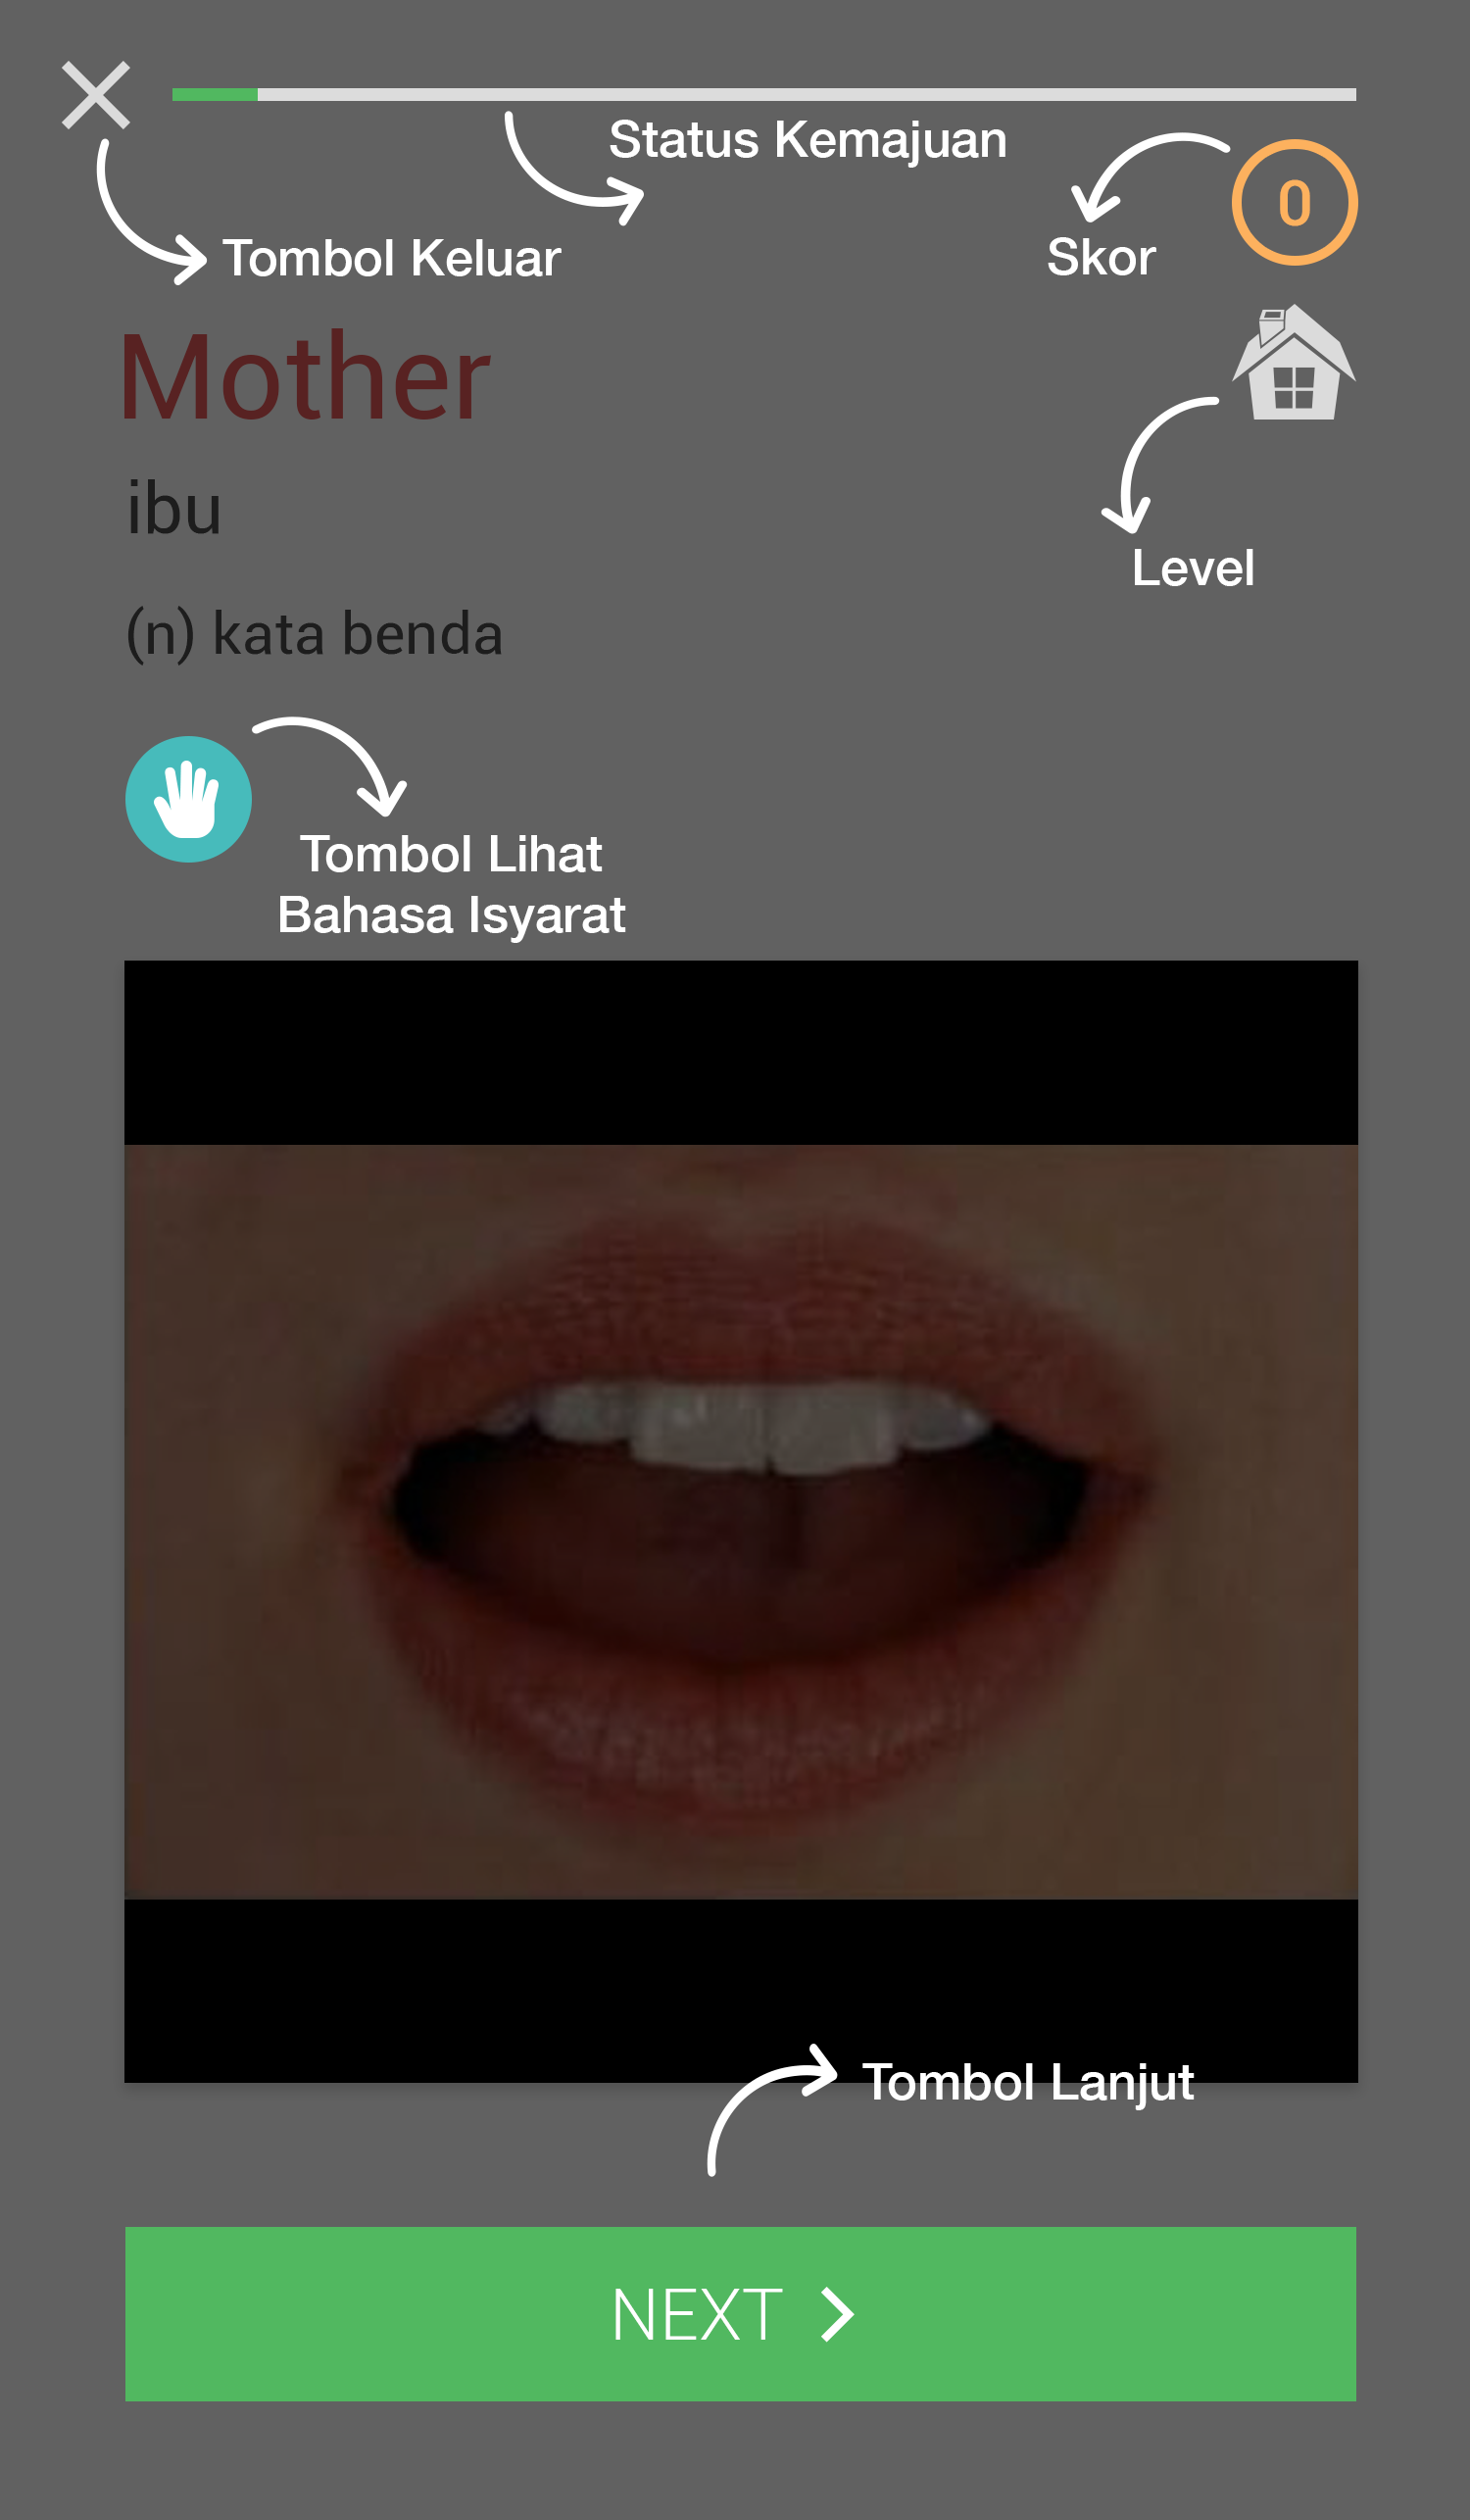 Status Kemajuan
0
Tombol Keluar
Skor
Mother
ibu
Level
(n) kata benda
Tombol Lihat
Bahasa Isyarat
Tombol Lanjut
NEXT